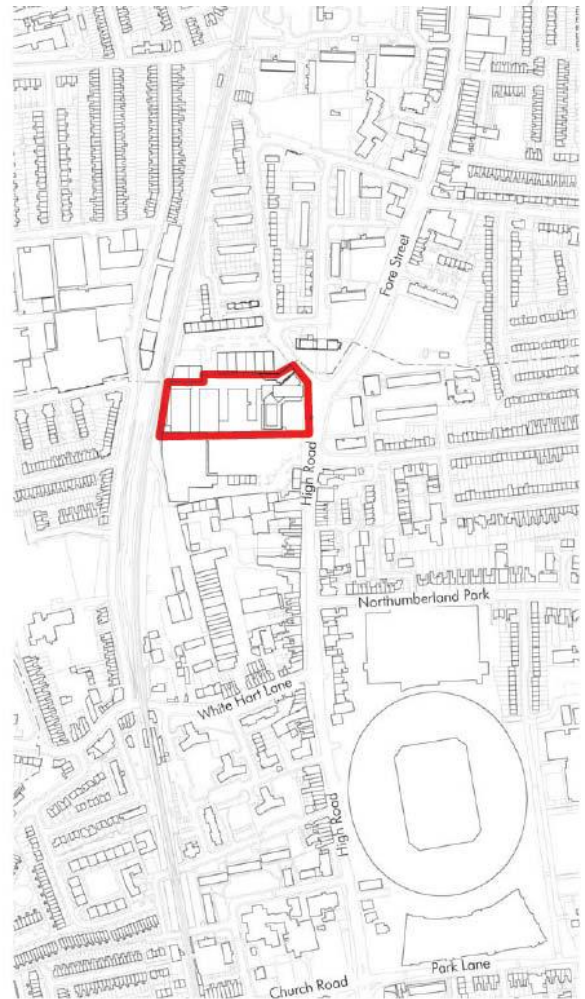 Fore Street
High Road
Northumberland Park
White Hart Lane
High Road
Park Lane
Church Road